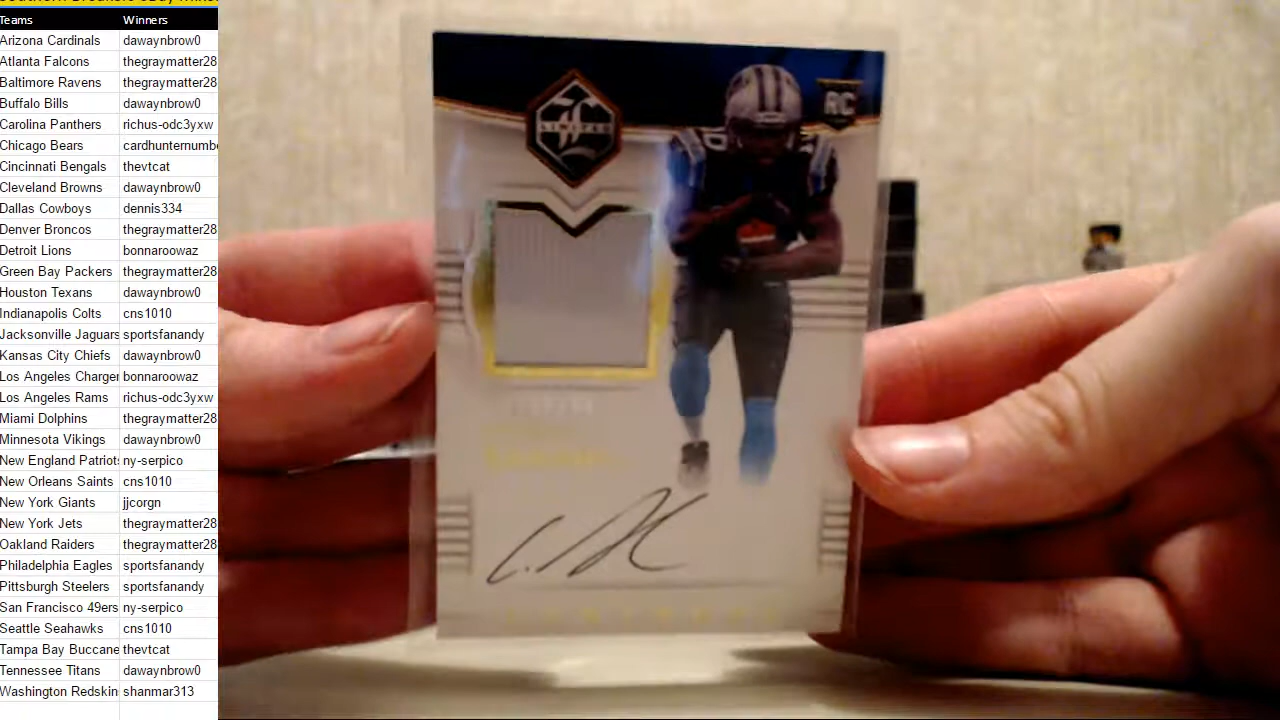 Teams Winners
Arizona Cardinals dawaynbrow0
Atlanta Falcons thegraymatter28
Baltimore Ravens thegraymatter28
Buffalo Bills dawaynbrow0
Carolina Panthers richus-odc3yxw
Chicago Bears cardhunternumbe
Cincinnati Bengals thevtcat
Cleveland Browns dawaynbrow0
Dallas Cowboys dennis334
Denver Broncos thegraymatter28
Detroit Lions bonnaroowaz
Green Bay Packers thegraymatter28
Houston Texans dawaynbrow0
Indianapolis Colts cns1010
Jacksonville Jaguars sportsfanandy
Kansas City Chiefs dawaynbrow0
Los Angeles Charger bonnaroowaz
Los Angeles Rams richus-odc3yxw
Miami Dolphins thegraymatter28
Minnesota Vikings dawaynbrow0
New England Patriots ny-serpico
New Orleans Saints cns1010
New York Giants jjcorgn
New York Jets thegraymatter28
Oakland Raiders thegraymatter28
Philadelphia Eagles sportsfanandy
Pittsburgh Steelers sportsfanandy
San Francisco 49ers ny-serpico
Seattle Seahawks cns1010
Tampa Bay Buccane thevtcat
Tennessee Titans dawaynbrow0
Washington Redskin shanmar313
LIMITED
RC